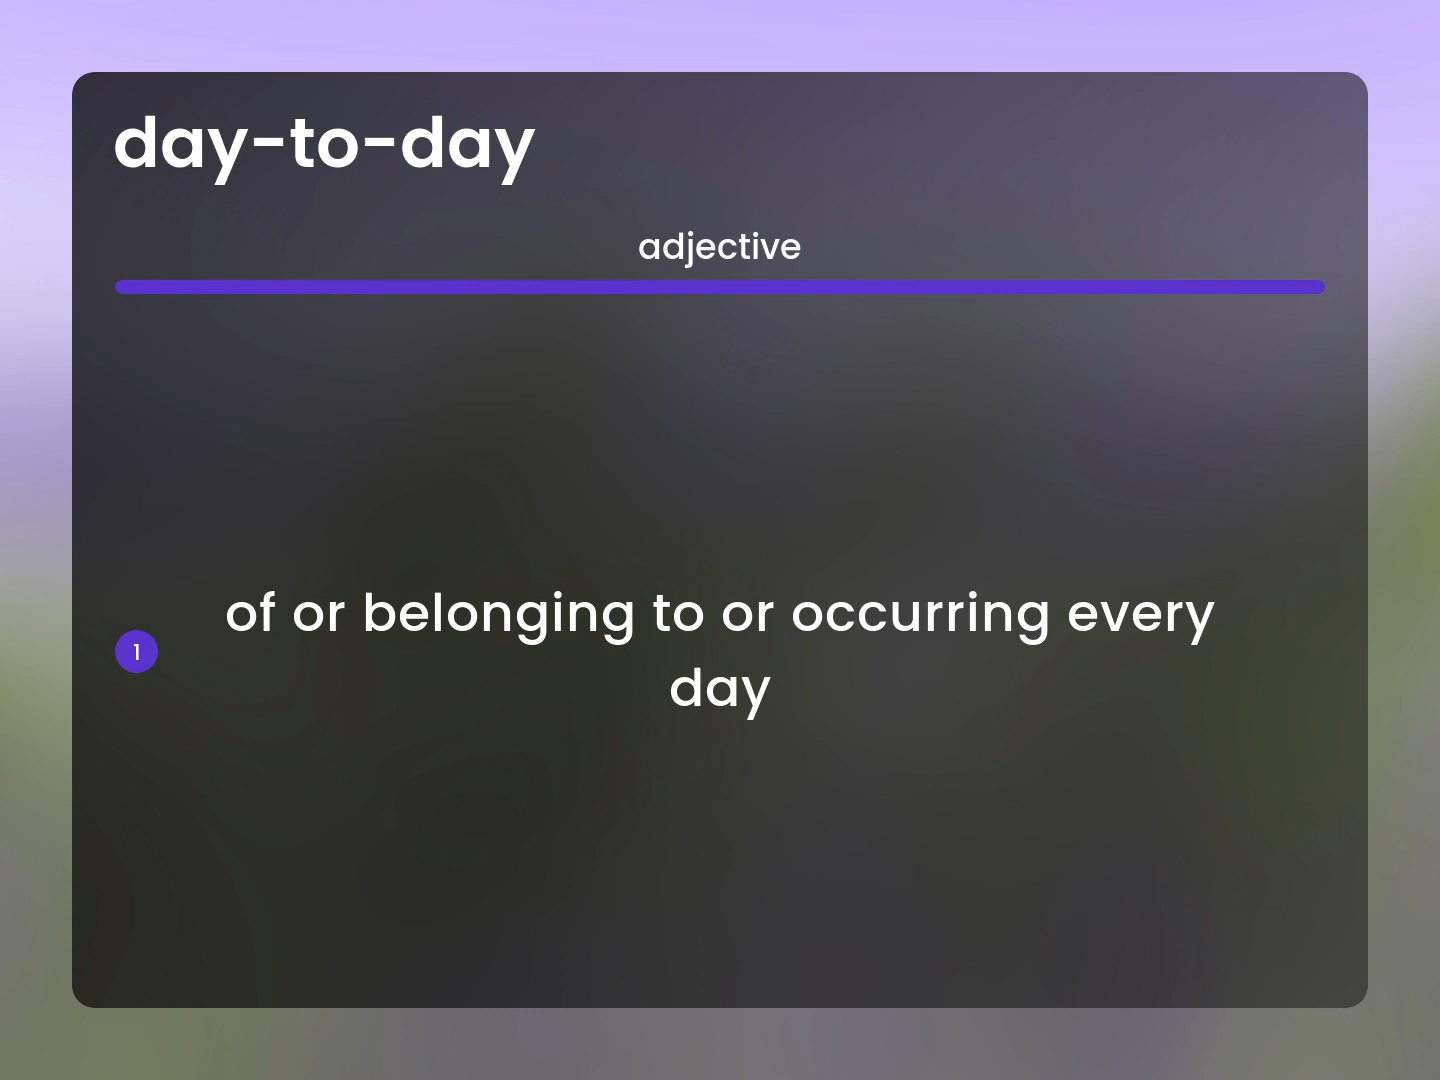 day-to-day
adjective
1
of or belonging to or occurring every
day